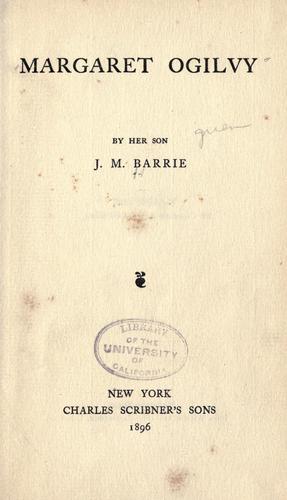 MARGARET OGILVY
BY HER SON
J. M. BARRIE
LIBRARY
OF THE
UNIVERSITY
OF
CALIFORNIA
NEW YORK
CHARLES SCRIBNER'S SONS
1896